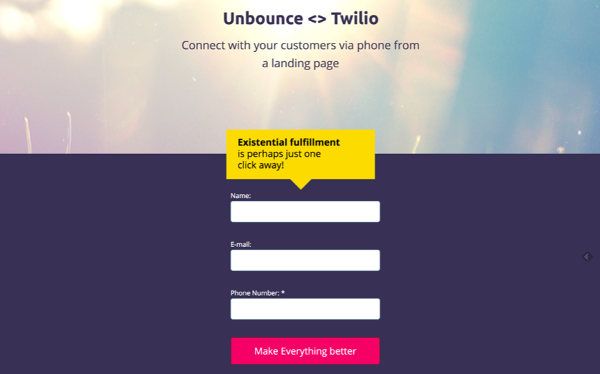 Unbounce <> Twilio
Connect with your customers via phone from
a landing page
Existential fulfillment
is perhaps just one
click away!
Name:
E-mail:
Phone Number: *
Make Everything better